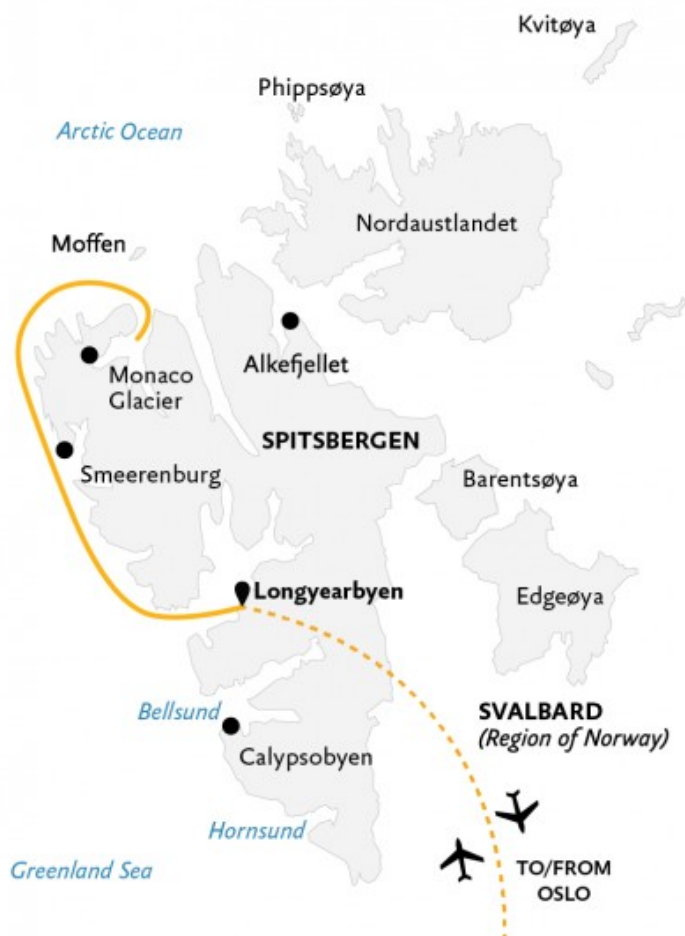 Kvitøya
Phippsøya
Arctic Ocean
Nordaustlandet
Moffen
Alkefjellet
Monaco
Glacier
SPITSBERGEN
Smeerenburg
Barentsøya
Longyearbyen
Edgeøya
Bellsund
SVALBARD
(Region of Norway)
Calypsobyen
Hornsund
Greenland Sea
TO/FROM
OSLO